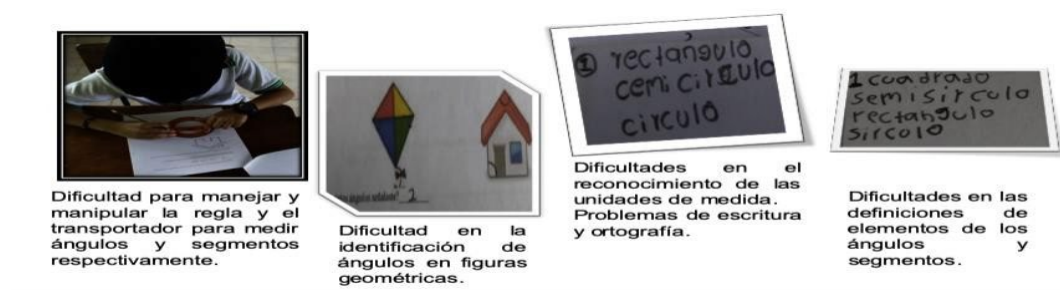 Dificultad para manejar y
manipular la regla y el
transportador para medir
ángulos y segmentos
respectivamente.
2
Dificultad en la
identificación de
ángulos en figuras
geométricas.
1 rectangulo
cemi circulo
circulo
Dificultades en el
reconocimiento de las
unidades de medida.
Problemas de escritura
y ortografía.
1 cuadrado
semisircolo
rectangulo
sircolo
Dificultades en las
definiciones de
elementos de los
ángulos y
segmentos.